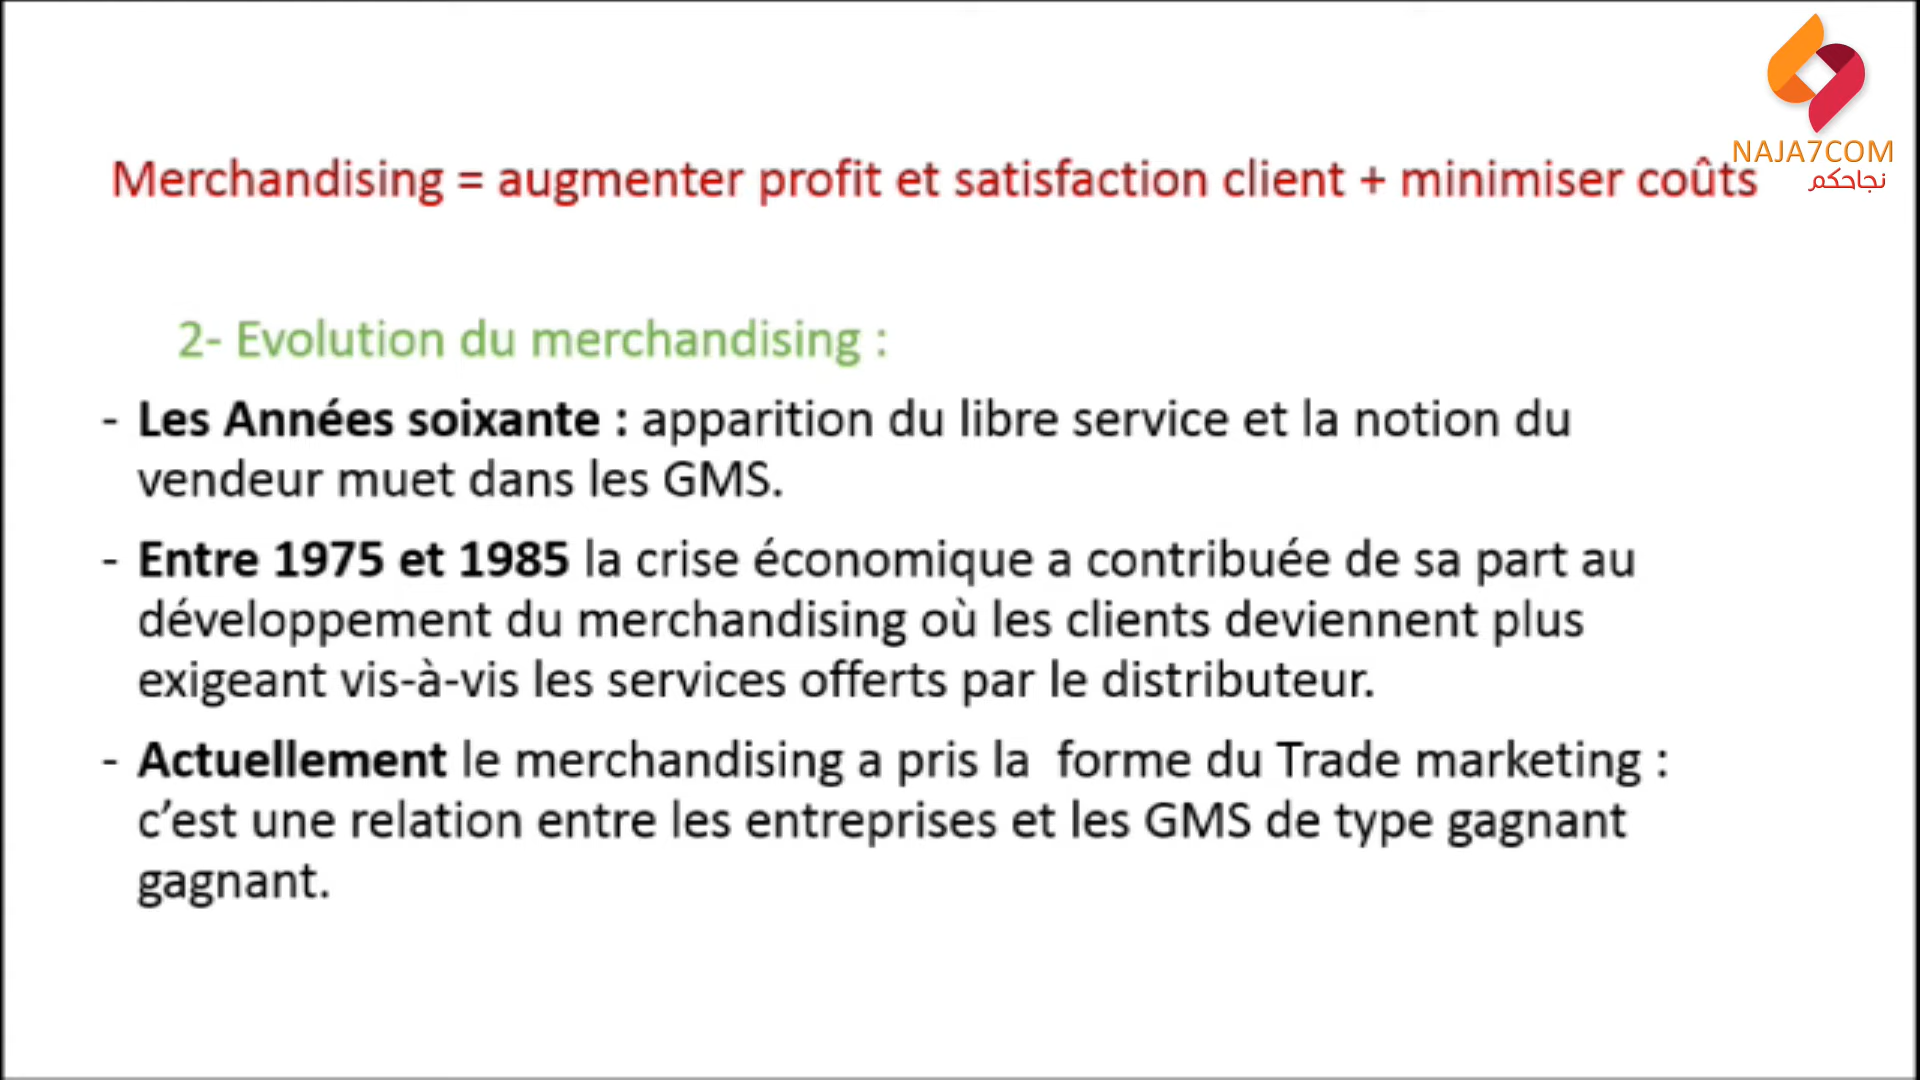 NAJA7COM
نجاحكم
Merchandising = augmenter profit et satisfaction client + minimiser coûts
2- Evolution du merchandising :
- Les Années soixante : apparition du libre service et la notion du
vendeur muet dans les GMS.
- Entre 1975 et 1985 la crise économique a contribuée de sa part au
développement du merchandising où les clients deviennent plus
exigeant vis-à-vis les services offerts par le distributeur.
- Actuellement le merchandising a pris la  forme du Trade marketing :
c’est une relation entre les entreprises et les GMS de type gagnant
gagnant.